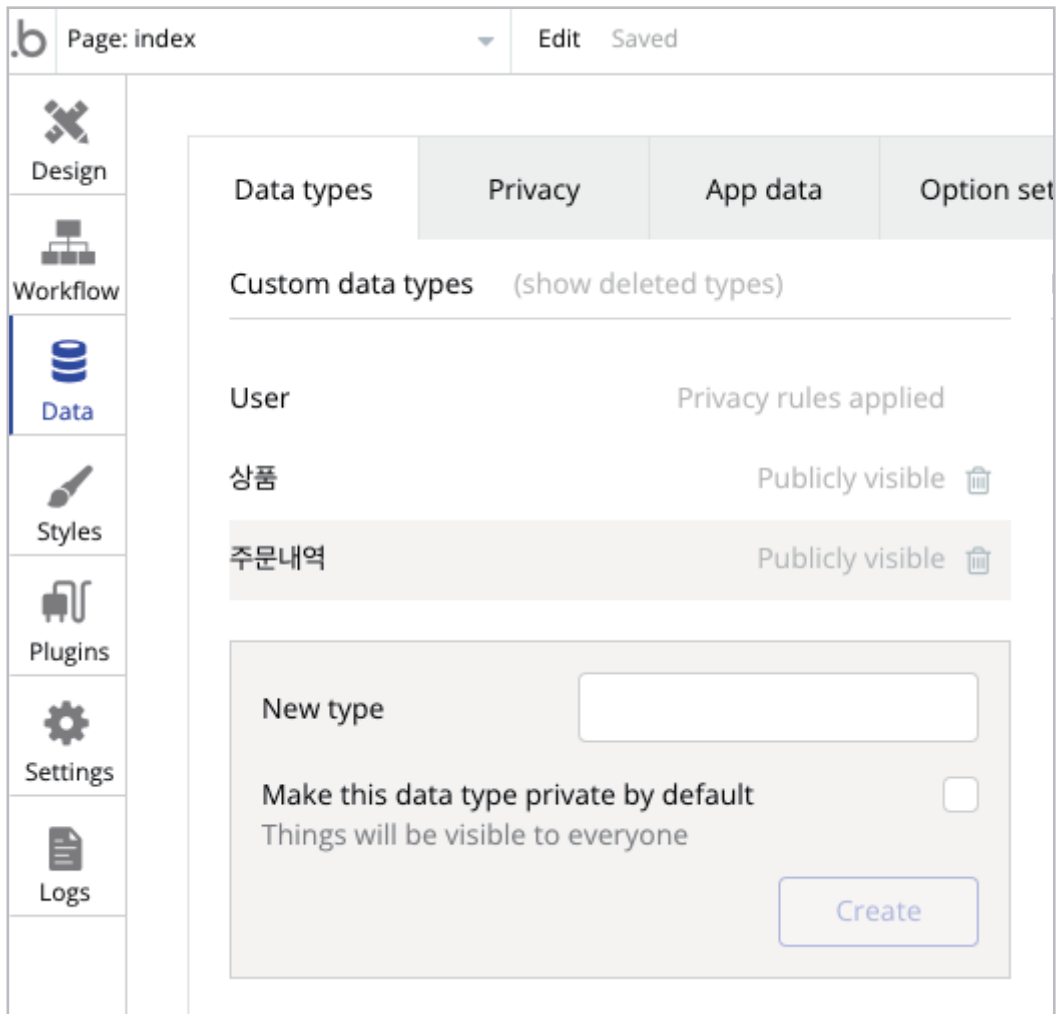 .b Page: index Edit Saved
Design
Workflow
Data
Styles
Plugins
Settings
Logs
Data types Privacy App data Option set
Custom data types (show deleted types)
User Privacy rules applied
상품 Publicly visible
주문내역 Publicly visible
New type
Make this data type private by default
Things will be visible to everyone
Create